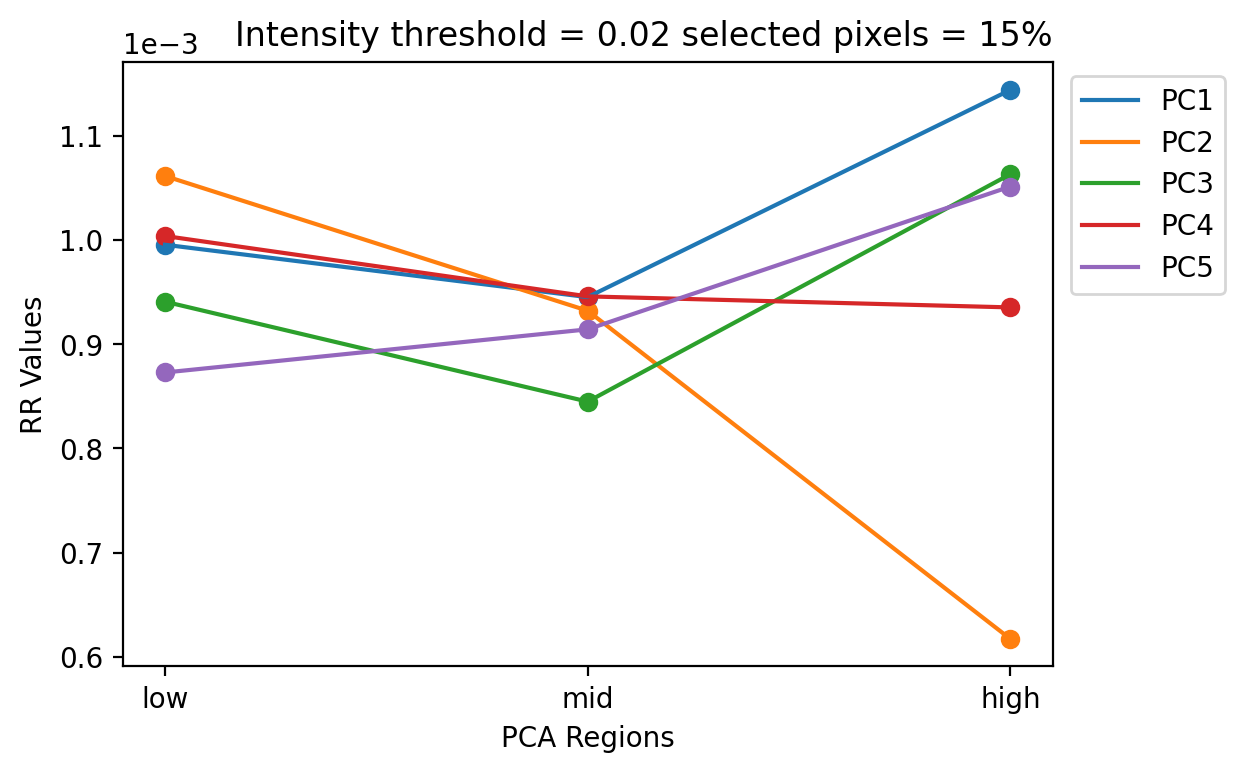 1e−3
Intensity threshold = 0.02 selected pixels = 15%
1.1
1.0
0.9
0.8
0.7
0.6
RR Values
low
mid
high
PCA Regions
PC1
PC2
PC3
PC4
PC5